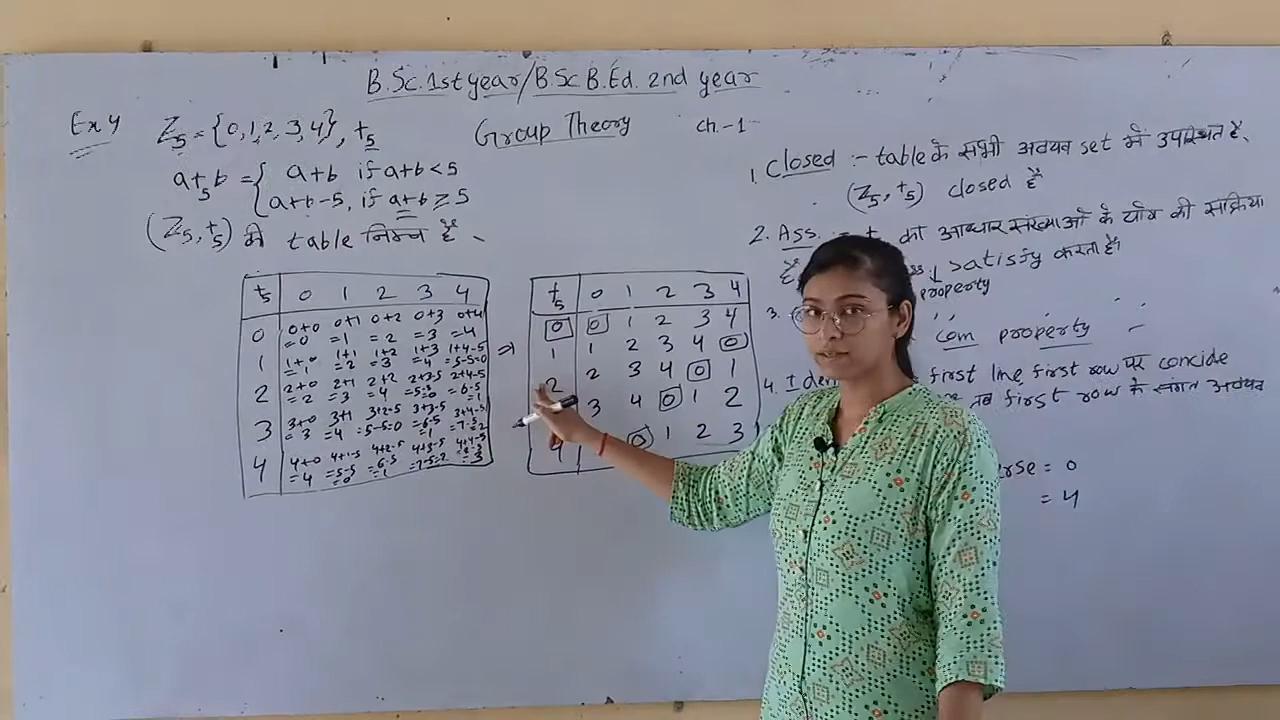 B.Sc. 1st year/B.Sc B.Ed. 2nd year
Group Theory ch.-1
Ex 4 Z5 = {0,1,2,3,4}, +5
a +5 b = { a+b if a+b < 5
a+b-5, if a+b ≥ 5
(Z5, +5) की table निम्न है
+5 0 1 2 3 4
0 0+0 =0 0+1 =1 0+2 =2 0+3 =3 0+4 =4
1 1+0 =1 1+1 =2 1+2 =3 1+3 =4 1+4-5 =5-5=0
2 2+0 =2 2+1 =3 2+2 =4 2+3-5 =5-5 =0 2+4-5 =6-5 =1
3 3+0 =3 3+1 =4 3+2-5 =5-5=0 3+3-5 =6-5 =1 3+4-5 =7-5 =2
4 4+0 =4 4+1-5 =5-5 =0 4+2-5 =6-5 =1 4+3-5 =7-5=2 4+4-5 =8-5 =3
⇒
+5 0 1 2 3 4
0 0 1 2 3 4
1 1 2 3 4 0
2 2 3 4 0 1
3 4 0 1 2
4 0 1 2 3
1. Closed :- table के सभी अवयव set में उपस्थित हैं
(Z5, +5) closed है
2. Ass. का आधार संख्याओं के योग की संक्रिया
है satisfy करता है
property
3.
com property
4. Iden first line, first row पर concide
first row के संगत अवयव
erse = 0
= 4